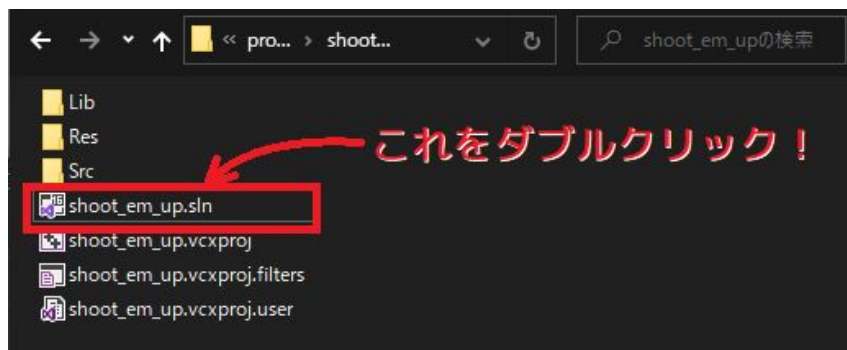 « pro... › shoot...
shoot_em_upの検索
Lib
Res
これをダブルクリック！
Src
shoot_em_up.sln
shoot_em_up.vcxproj
shoot_em_up.vcxproj.filters
shoot_em_up.vcxproj.user